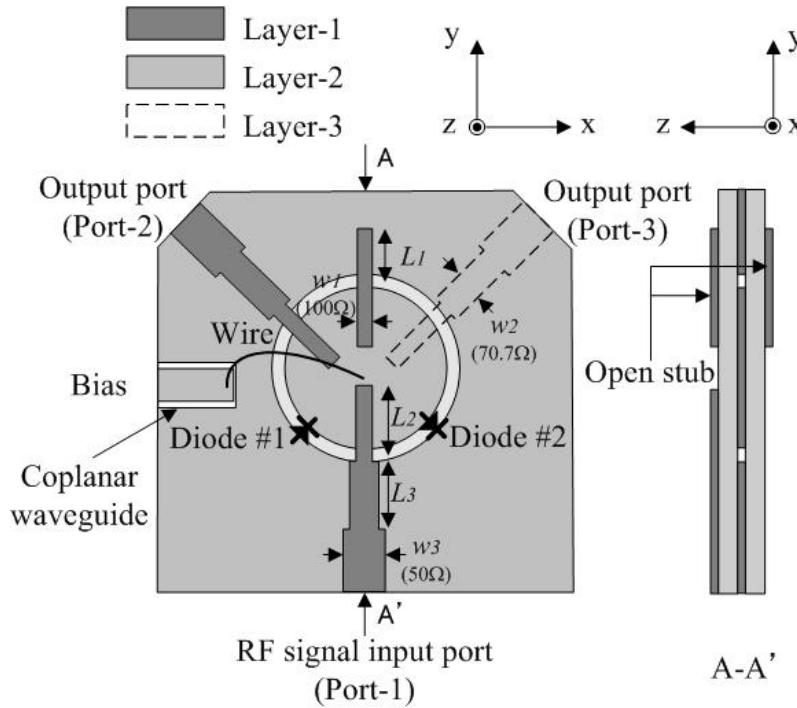 Layer-1
Layer-2
Layer-3
y
z
x
y
z
x
A
Output port
(Port-2)
Output port
(Port-3)
L1
w1
(100Ω)
w2
(70.7Ω)
Wire
Bias
Open stub
Diode #1
L2
Diode #2
Coplanar
waveguide
L3
w3
(50Ω)
A'
RF signal input port
(Port-1)
A-A'